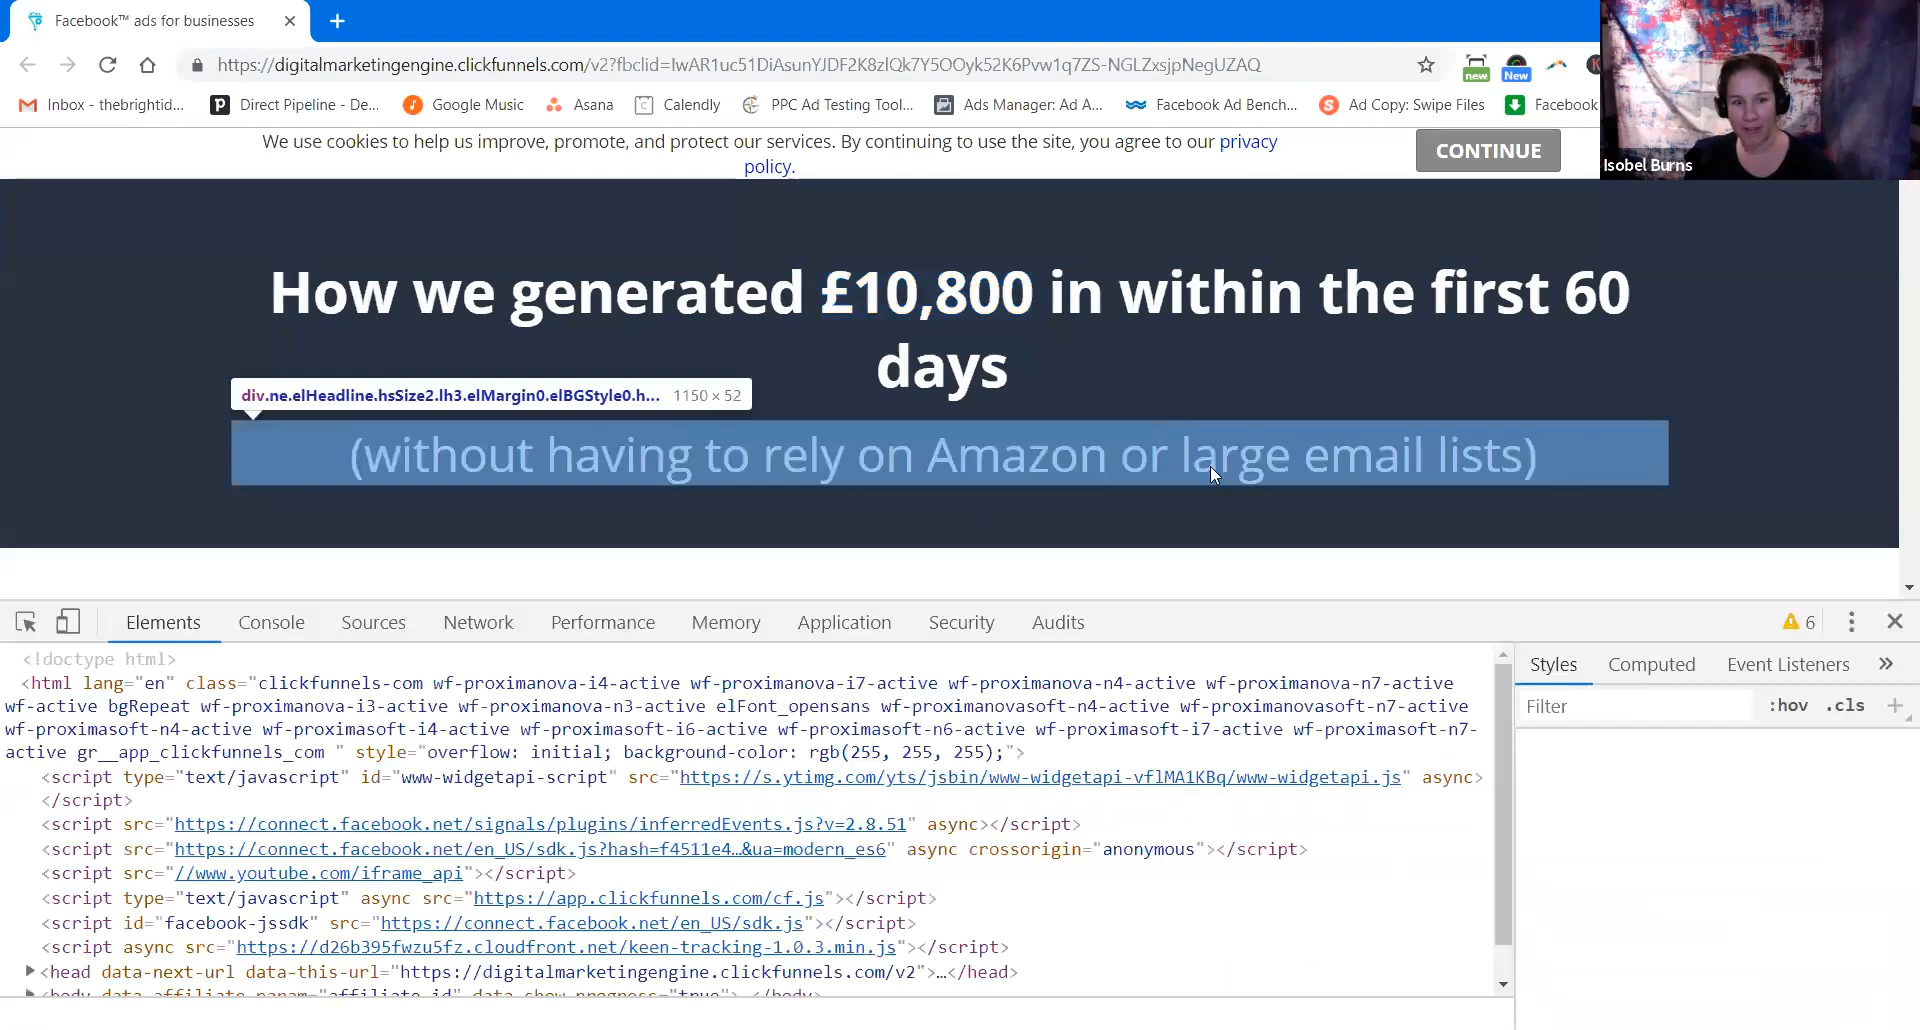 Facebook™ ads for businesses
https://digitalmarketingengine.clickfunnels.com/v2?fbclid=IwAR1uc51DiAsunYJDF2K8zlQk7Y5OOyk52K6Pvw1q7ZS-NGLZxsjpNegUZAQ
new
New
Inbox - thebrightid...
Direct Pipeline - De...
Google Music
Asana
Calendly
PPC Ad Testing Tool...
Ads Manager: Ad A...
Facebook Ad Bench...
Ad Copy: Swipe Files
Facebook
Isobel Burns
We use cookies to help us improve, promote, and protect our services. By continuing to use the site, you agree to our privacy
policy.
CONTINUE
How we generated £10,800 in within the first 60
days
div.ne.elHeadline.hsSize2.lh3.elMargin0.elBGStyle0.h... 1150 × 52
(without having to rely on Amazon or large email lists)
Elements Console Sources Network Performance Memory Application Security Audits 6
<!doctype html>
<html lang="en" class="clickfunnels-com wf-proximanova-i4-active wf-proximanova-i7-active wf-proximanova-n4-active wf-proximanova-n7-active
wf-active bgRepeat wf-proximanova-i3-active wf-proximanova-n3-active elFont_opensans wf-proximanovasoft-n4-active wf-proximanovasoft-n7-active
wf-proximasoft-n4-active wf-proximasoft-i4-active wf-proximasoft-i6-active wf-proximasoft-n6-active wf-proximasoft-i7-active wf-proximasoft-n7-
active gr__app_clickfunnels_com " style="overflow: initial; background-color: rgb(255, 255, 255);">
<script type="text/javascript" id="www-widgetapi-script" src="https://s.ytimg.com/yts/jsbin/www-widgetapi-vflMA1KBq/www-widgetapi.js" async>
</script>
<script src="https://connect.facebook.net/signals/plugins/inferredEvents.js?v=2.8.51" async></script>
<script src="https://connect.facebook.net/en_US/sdk.js?hash=f4511e4…&ua=modern_es6" async crossorigin="anonymous"></script>
<script src="//www.youtube.com/iframe_api"></script>
<script type="text/javascript" async src="https://app.clickfunnels.com/cf.js"></script>
<script id="facebook-jssdk" src="https://connect.facebook.net/en_US/sdk.js"></script>
<script async src="https://d26b395fwzu5fz.cloudfront.net/keen-tracking-1.0.3.min.js"></script>
<head data-next-url data-this-url="https://digitalmarketingengine.clickfunnels.com/v2">…</head>
<body data-affiliate-param="affiliate_id" data-show-progress="true">…</body>
Styles Computed Event Listeners »
Filter :hov .cls +